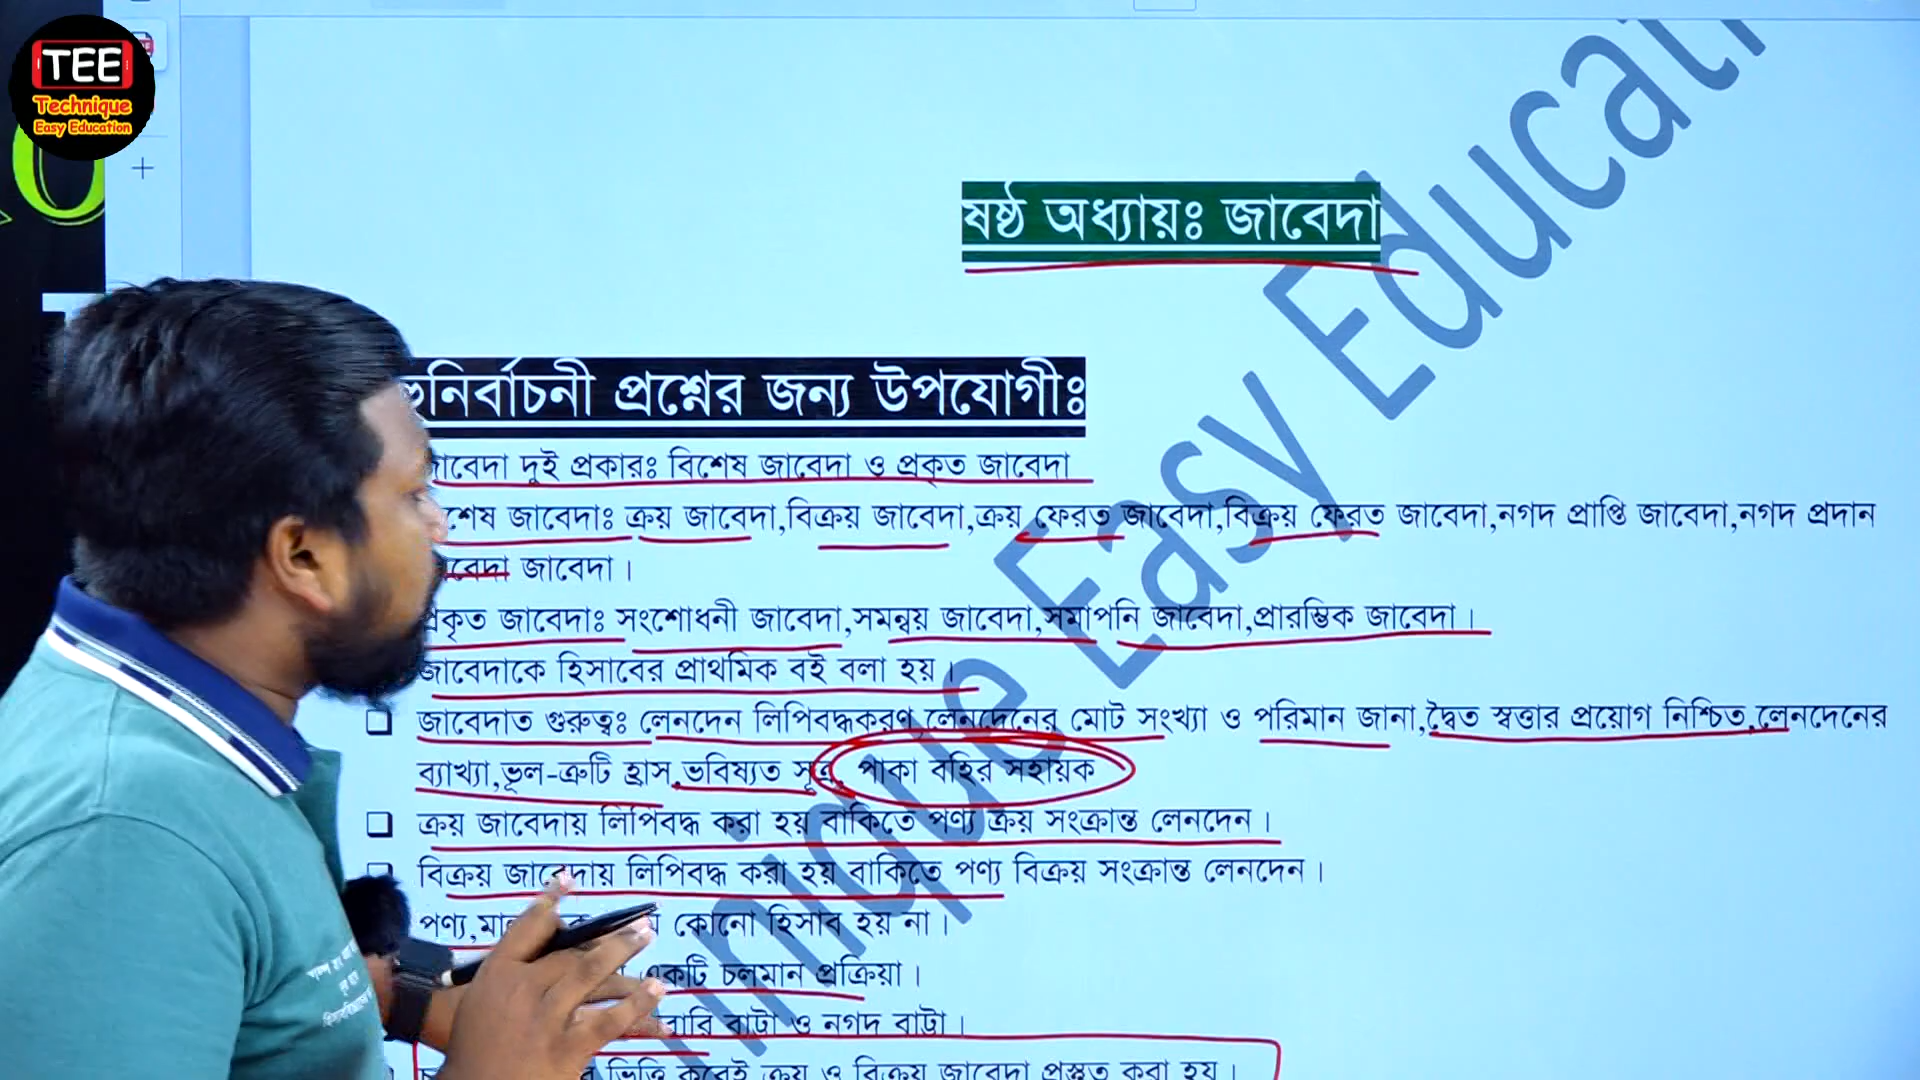 TEE
Technique
Easy Education
ষষ্ঠ অধ্যায়ঃ জাবেদা
প্রশ্নের জন্য উপযোগীঃ
জাবেদা দুই প্রকারঃ বিশেষ জাবেদা ও প্রকৃত জাবেদা
জাবেদাঃ ক্রয় জাবেদা,বিক্রয় জাবেদা,ক্রয় ফেরত জাবেদা,বিক্রয় ফেরত জাবেদা,নগদ প্রাপ্তি জাবেদা,নগদ প্রদান
জাবেদা।
প্রকৃত জাবেদাঃ সংশোধনী জাবেদা,সমন্বয় জাবেদা,সমাপনি জাবেদা,প্রারম্ভিক জাবেদা।
জাবেদাকে হিসাবের প্রাথমিক বই বলা হয়।
❑ জাবেদাত গুরুত্বঃ লেনদেন লিপিবদ্ধকরণ,লেনদেনের মোট সংখ্যা ও পরিমান জানা,দ্বৈত স্বত্তার প্রয়োগ নিশ্চিত,লেনদেনের
ব্যাখ্যা,ভূল-ত্রুটি হ্রাস,ভবিষ্যত সূত্র, পাকা বহির সহায়ক
❑ ক্রয় জাবেদায় লিপিবদ্ধ করা হয় বাকিতে পণ্য ক্রয় সংক্রান্ত লেনদেন।
❑ বিক্রয় জাবেদায় লিপিবদ্ধ করা হয় বাকিতে পণ্য বিক্রয় সংক্রান্ত লেনদেন।
পণ্য, কোনো হিসাব হয় না।
একটি চলমান প্রক্রিয়া।
বাট্টা ও নগদ বাট্টা।
ভিত্তি করেই ক্রয় ও বিক্রয় জাবেদা প্রস্তুত করা হয়।
Easy